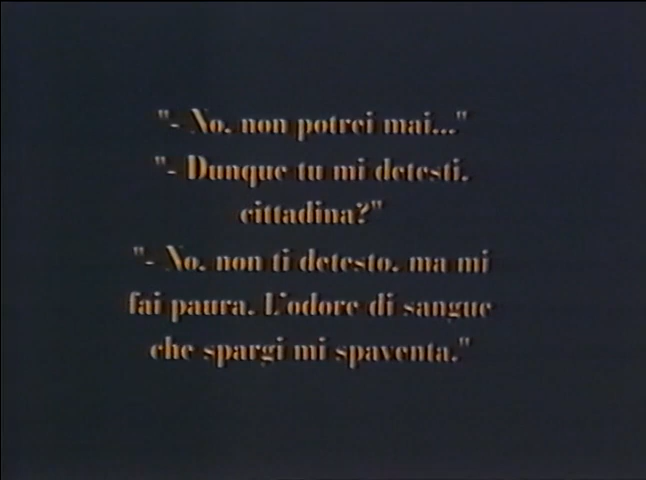 "- No, non potrei mai..."
"- Dunque tu mi detesti,
cittadina?"
"- No, non ti detesto, ma mi
fai paura. L'odore di sangue
che spargi mi spaventa."